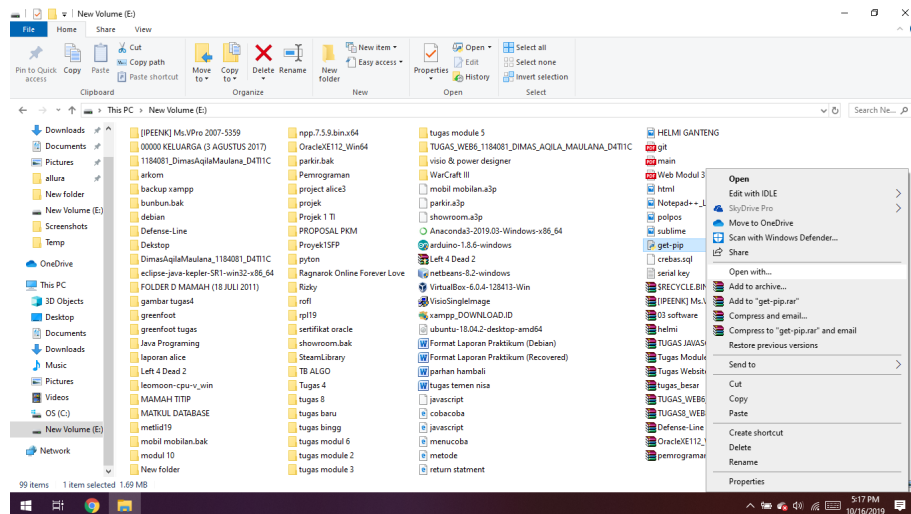 New Volume (E:)
File Home Share View
Pin to Quick access
Copy
Paste
Cut
Copy path
Paste shortcut
Clipboard
Move to
Copy to
Delete
Rename
Organize
New folder
New item
Easy access
New
Properties
Open
Edit
History
Open
Select all
Select none
Invert selection
Select
This PC > New Volume (E:)
Search Ne...
Downloads
Documents
Pictures
allura
New folder
New Volume (E:)
Screenshots
Temp
OneDrive
This PC
3D Objects
Desktop
Documents
Downloads
Music
Pictures
Videos
OS (C:)
New Volume (E:)
Network
[IPEENK] Ms.VPro 2007-5359
00000 KELUARGA (3 AGUSTUS 2017)
1184081_DimasAqilaMaulana_D4TI1C
arkom
backup xampp
bunbun.bak
debian
Defense-Line
Dekstop
DimasAqilaMaulana_1184081_D4TI1C
eclipse-java-kepler-SR1-win32-x86_64
FOLDER D MAMAH (18 JULI 2011)
gambar tugas4
greenfoot
greenfoot tugas
Java Programing
laporan alice
Left 4 Dead 2
leomoon-cpu-v_win
MAMAH TITIP
MATKUL DATABASE
metlid19
mobil mobilan.bak
modul 10
New folder
npp.7.5.9.bin.x64
OracleXE112_Win64
parkir.bak
Pemrograman
project alice3
projek
Projek 1 TI
PROPOSAL PKM
Proyek1SFP
pyton
Ragnarok Online Forever Love
Rizky
rofl
rpl19
sertifikat oracle
showroom.bak
SteamLibrary
TB ALGO
Tugas 4
tugas 8
tugas baru
tugas bingg
tugas modul 6
tugas module 2
tugas module 3
tugas module 5
TUGAS_WEB6_1184081_DIMAS_AQILA_MAULANA_D4TI1C
visio & power designer
WarCraft III
mobil mobilan.a3p
parkir.a3p
showroom.a3p
Anaconda3-2019.03-Windows-x86_64
arduino-1.8.6-windows
Left 4 Dead 2
netbeans-8.2-windows
VirtualBox-6.0.4-128413-Win
VisioSingleImage
xampp_DOWNLOAD.ID
ubuntu-18.04.2-desktop-amd64
Format Laporan Praktikum (Debian)
Format Laporan Praktikum (Recovered)
parhan hambali
tugas temen nisa
javascript
cobacoba
javascript
menucoba
metode
return statment
HELMI GANTENG
git
main
Web Modul 3
html
Notepad++_L
polpos
sublime
get-pip
crebas.sql
serial key
$RECYCLE.BIN
[IPEENK] Ms.V
03 software
helmi
TUGAS JAVAS
Tugas Module
Tugas Website
tugas_besar
TUGAS_WEB6_
TUGAS8_WEB
Defense-Line
OracleXE112_
pemrograman
Open
Edit with IDLE
SkyDrive Pro
Move to OneDrive
Scan with Windows Defender...
Share
Open with...
Add to archive...
Add to "get-pip.rar"
Compress and email...
Compress to "get-pip.rar" and email
Restore previous versions
Send to
Cut
Copy
Paste
Create shortcut
Delete
Rename
Properties
99 items 1 item selected 1.69 MB
5:17 PM
10/16/2019